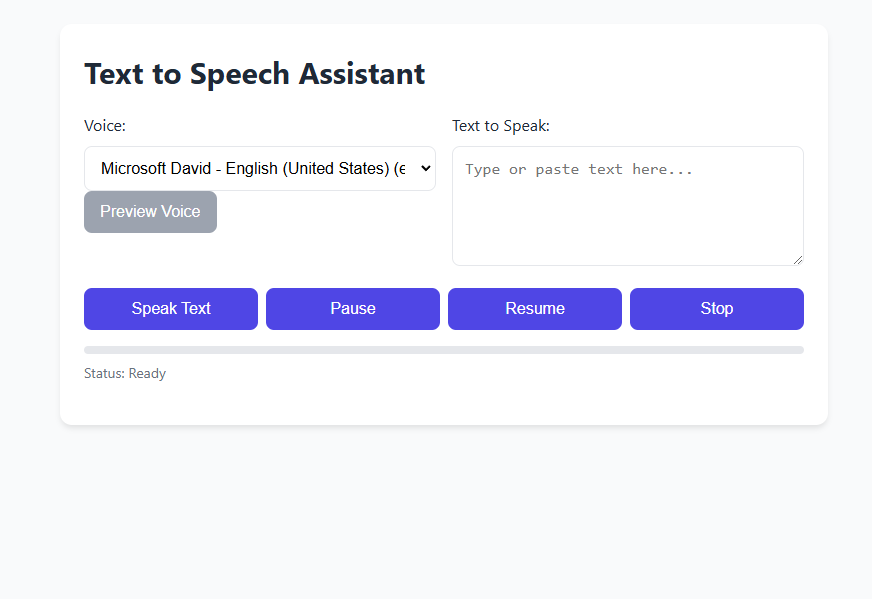 Text to Speech Assistant
Voice:
Microsoft David - English (United States) (e
Preview Voice
Text to Speak:
Type or paste text here...
Speak Text
Pause
Resume
Stop
Status: Ready